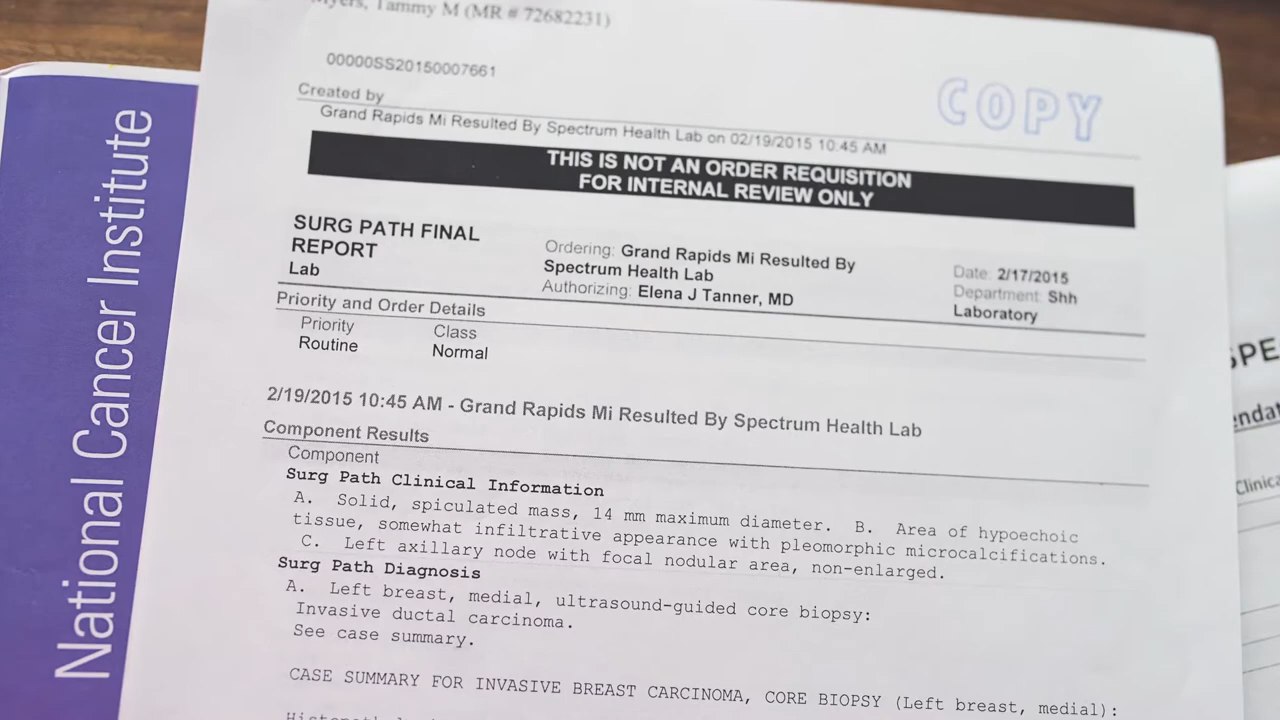 Myers, Tammy M (MR # 72682231)
00000SS20150007661
COPY
Created by
Grand Rapids Mi Resulted By Spectrum Health Lab on 02/19/2015 10:45 AM
THIS IS NOT AN ORDER REQUISITION
FOR INTERNAL REVIEW ONLY
SURG PATH FINAL
REPORT
Lab
Ordering: Grand Rapids Mi Resulted By
Spectrum Health Lab
Authorizing: Elena J Tanner, MD
Date: 2/17/2015
Department: Shh
Laboratory
Priority and Order Details
Priority Class
Routine Normal
2/19/2015 10:45 AM - Grand Rapids Mi Resulted By Spectrum Health Lab
Component Results
Component
Surg Path Clinical Information
A. Solid, spiculated mass, 14 mm maximum diameter. B. Area of hypoechoic
tissue, somewhat infiltrative appearance with pleomorphic microcalcifications.
C. Left axillary node with focal nodular area, non-enlarged.
Surg Path Diagnosis
A. Left breast, medial, ultrasound-guided core biopsy:
Invasive ductal carcinoma.
See case summary.
CASE SUMMARY FOR INVASIVE BREAST CARCINOMA, CORE BIOPSY (Left breast, medial):
National Cancer Institute